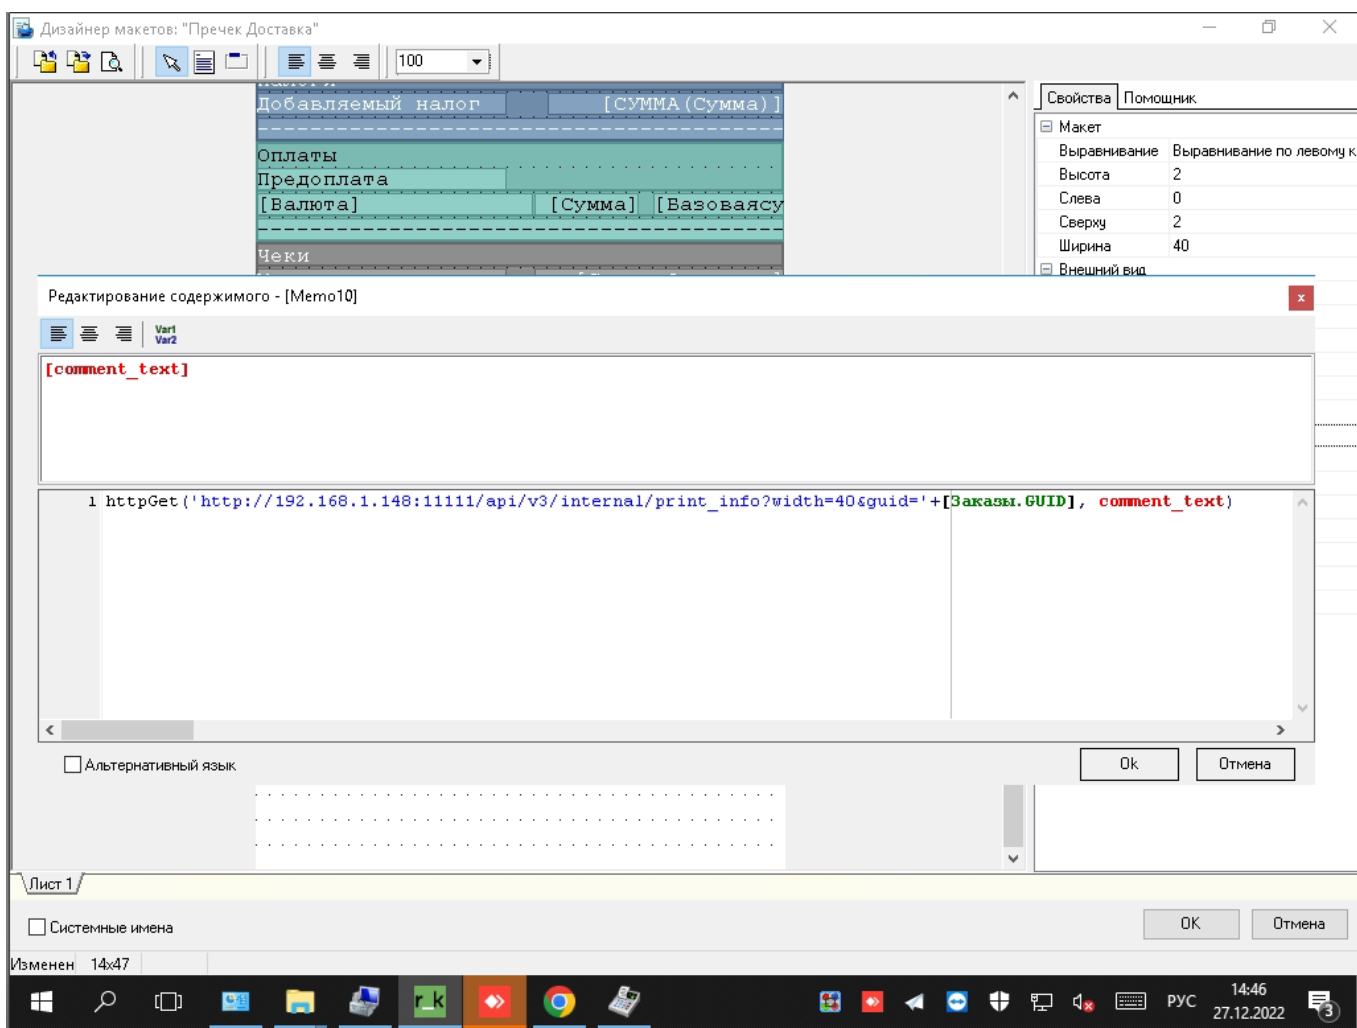 Дизайнер макетов: "Пречек Доставка"
100
Добавляемый налог [СУММА(Сумма)]
Оплаты
Предоплата
[Валюта] [Сумма] [Базоваясу
Чеки
Свойства Помощник
Макет
Выравнивание Выравнивание по левому к
Высота 2
Слева 0
Сверху 2
Ширина 40
Внешний вид
Редактирование содержимого - [Memo10]
Var1
Var2
[comment_text]
1 httpGet('http://192.168.1.148:11111/api/v3/internal/print_info?width=40&guid='+[Заказы.GUID], comment_text)
Альтернативный язык
Ok Отмена
Лист 1
Системные имена
OK Отмена
Изменен 14x47
r_k
РУС
14:46
27.12.2022
3